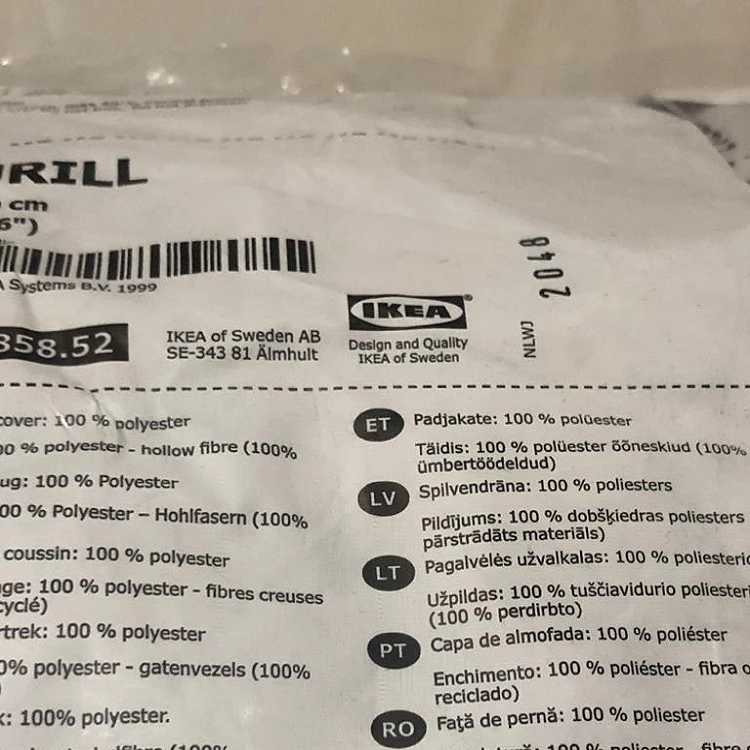 RILL
cm
6")
Systems B.V. 1999
358.52
IKEA of Sweden AB
SE-343 81 Älmhult
IKEA®
Design and Quality
IKEA of Sweden
NLWJ
2048
cover: 100 % polyester
00 % polyester - hollow fibre (100%
ug: 100 % Polyester
00 % Polyester – Hohlfasern (100%
coussin: 100 % polyester
ge: 100 % polyester - fibres creuses
cyclé)
rtrek: 100 % polyester
0% polyester - gatenvezels (100%
)
k: 100% polyester.
ET Padjakate: 100 % polüester
Täidis: 100 % polüester õõneskiud (100%
ümbertöödeldud)
LV Spilvendrāna: 100 % poliesters
Pildījums: 100 % dobšķiedras poliesters
pārstrādāts materiāls)
LT Pagalvėlės užvalkalas: 100 % poliesterio
Užpildas: 100 % tuščiavidurio poliesteri
(100 % perdirbto)
PT Capa de almofada: 100 % poliéster
Enchimento: 100 % poliéster - fibra o
reciclado)
RO Faţă de pernă: 100 % poliester